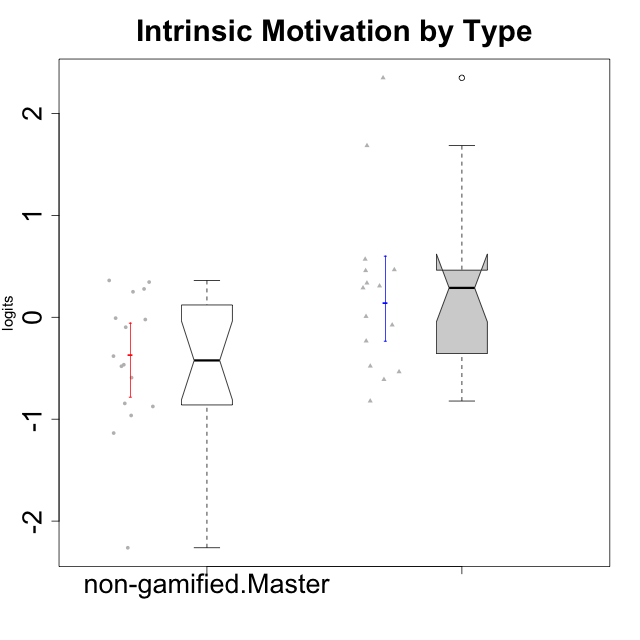 Intrinsic Motivation by Type
logits
2
1
0
-1
-2
non-gamified.Master